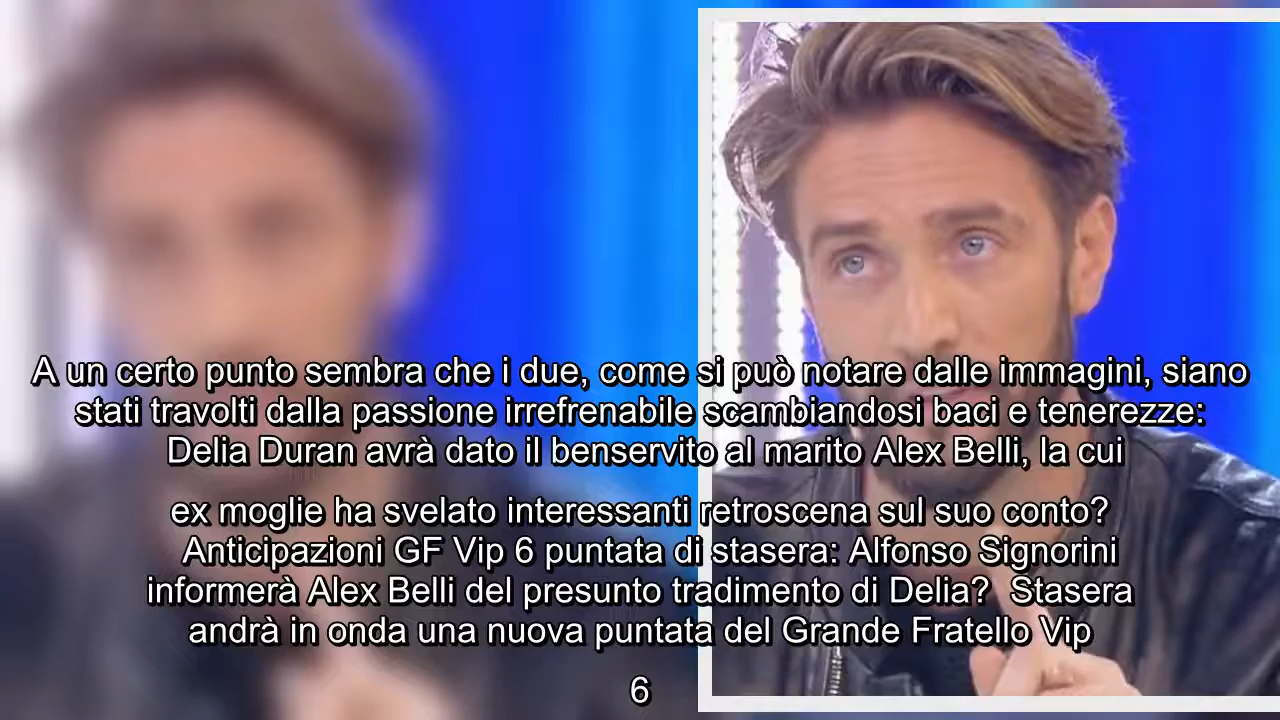 A un certo punto sembra che i due, come si può notare dalle immagini, siano
stati travolti dalla passione irrefrenabile scambiandosi baci e tenerezze:
Delia Duran avrà dato il benservito al marito Alex Belli, la cui
ex moglie ha svelato interessanti retroscena sul suo conto?
Anticipazioni GF Vip 6 puntata di stasera: Alfonso Signorini
informerà Alex Belli del presunto tradimento di Delia?  Stasera
andrà in onda una nuova puntata del Grande Fratello Vip
6